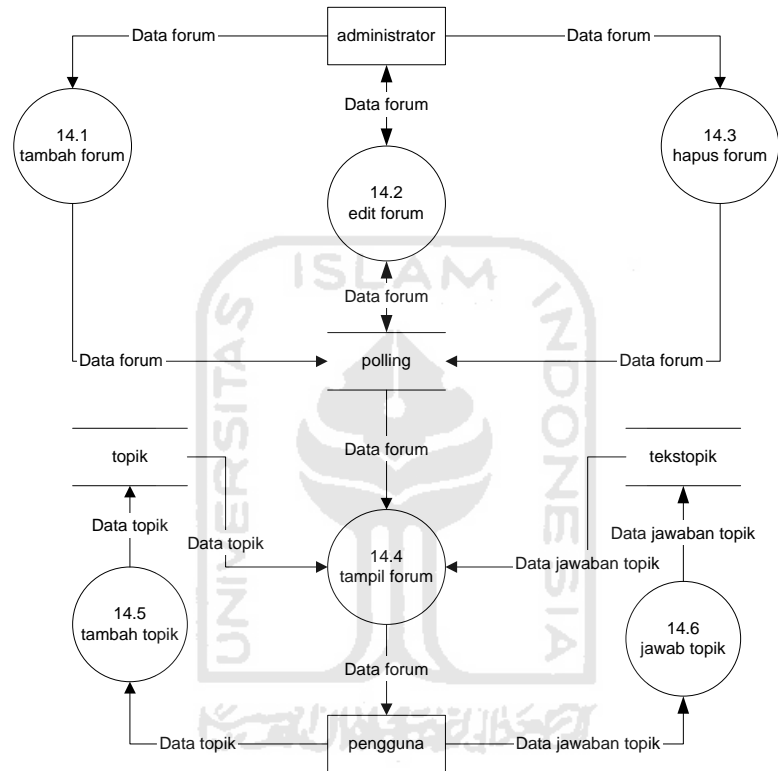 Data forum
administrator
Data forum
14.1
tambah forum
Data forum
14.3
hapus forum
14.2
edit forum
ISLAM
UNIVERSITAS
INDONESIA
Data forum
Data forum
polling
Data forum
topik
Data forum
tekstopik
Data topik
Data topik
14.4
tampil forum
Data jawaban topik
Data jawaban topik
14.5
tambah topik
14.6
jawab topik
Data forum
Data topik
pengguna
Data jawaban topik